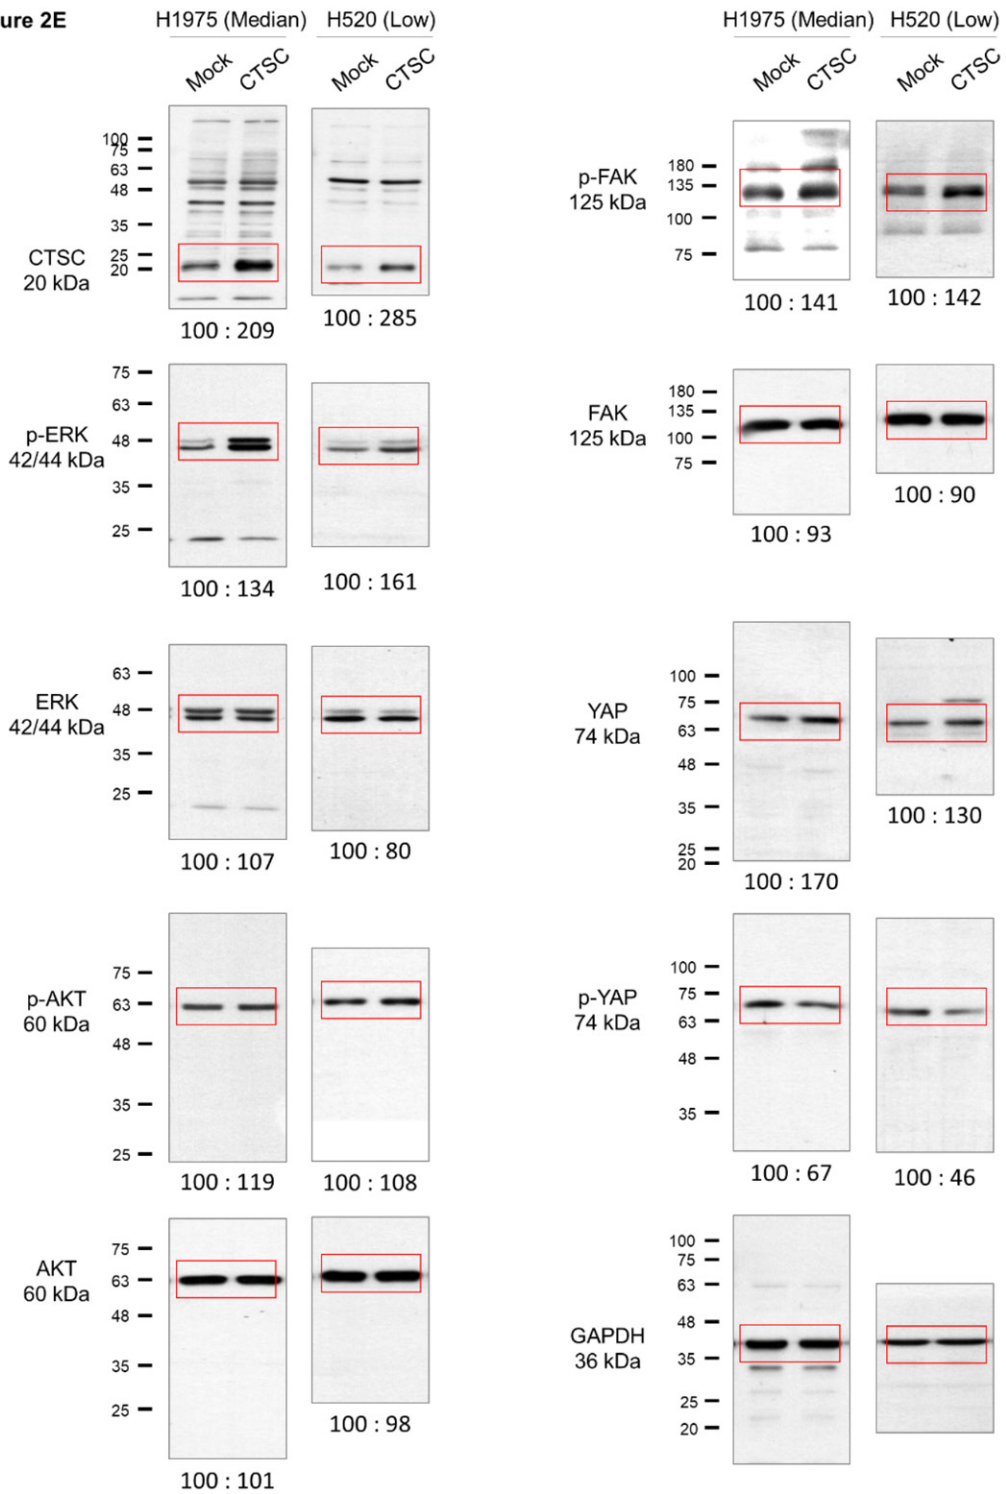 ure 2E
H1975 (Median) H520 (Low)
Mock CTSC Mock CTSC
100
75
63
48
35
25
20
CTSC
20 kDa
100 : 209 100 : 285
75
63
48
35
25
p-ERK
42/44 kDa
100 : 134 100 : 161
63
48
35
25
ERK
42/44 kDa
100 : 107 100 : 80
75
63
48
35
25
p-AKT
60 kDa
100 : 119 100 : 108
75
63
48
35
25
AKT
60 kDa
100 : 101 100 : 98
H1975 (Median) H520 (Low)
Mock CTSC Mock CTSC
180
135
100
75
p-FAK
125 kDa
100 : 141 100 : 142
180
135
100
75
FAK
125 kDa
100 : 93 100 : 90
100
75
63
48
35
25
20
YAP
74 kDa
100 : 170 100 : 130
100
75
63
48
35
p-YAP
74 kDa
100 : 67 100 : 46
100
75
63
48
35
25
20
GAPDH
36 kDa